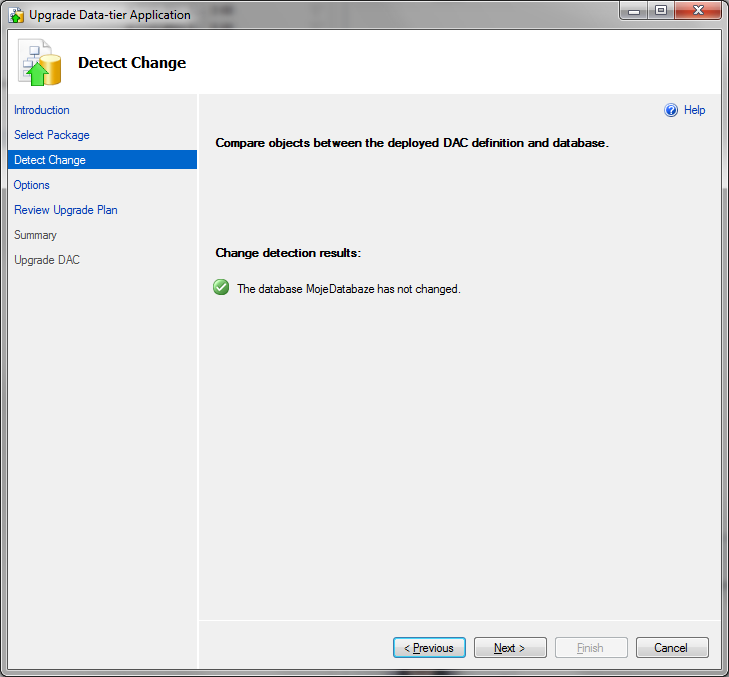 Upgrade Data-tier Application
Detect Change
Introduction
Select Package
Detect Change
Options
Review Upgrade Plan
Summary
Upgrade DAC
Help
Compare objects between the deployed DAC definition and database.
Change detection results:
The database MojeDatabaze has not changed.
< Previous
Next >
Finish
Cancel